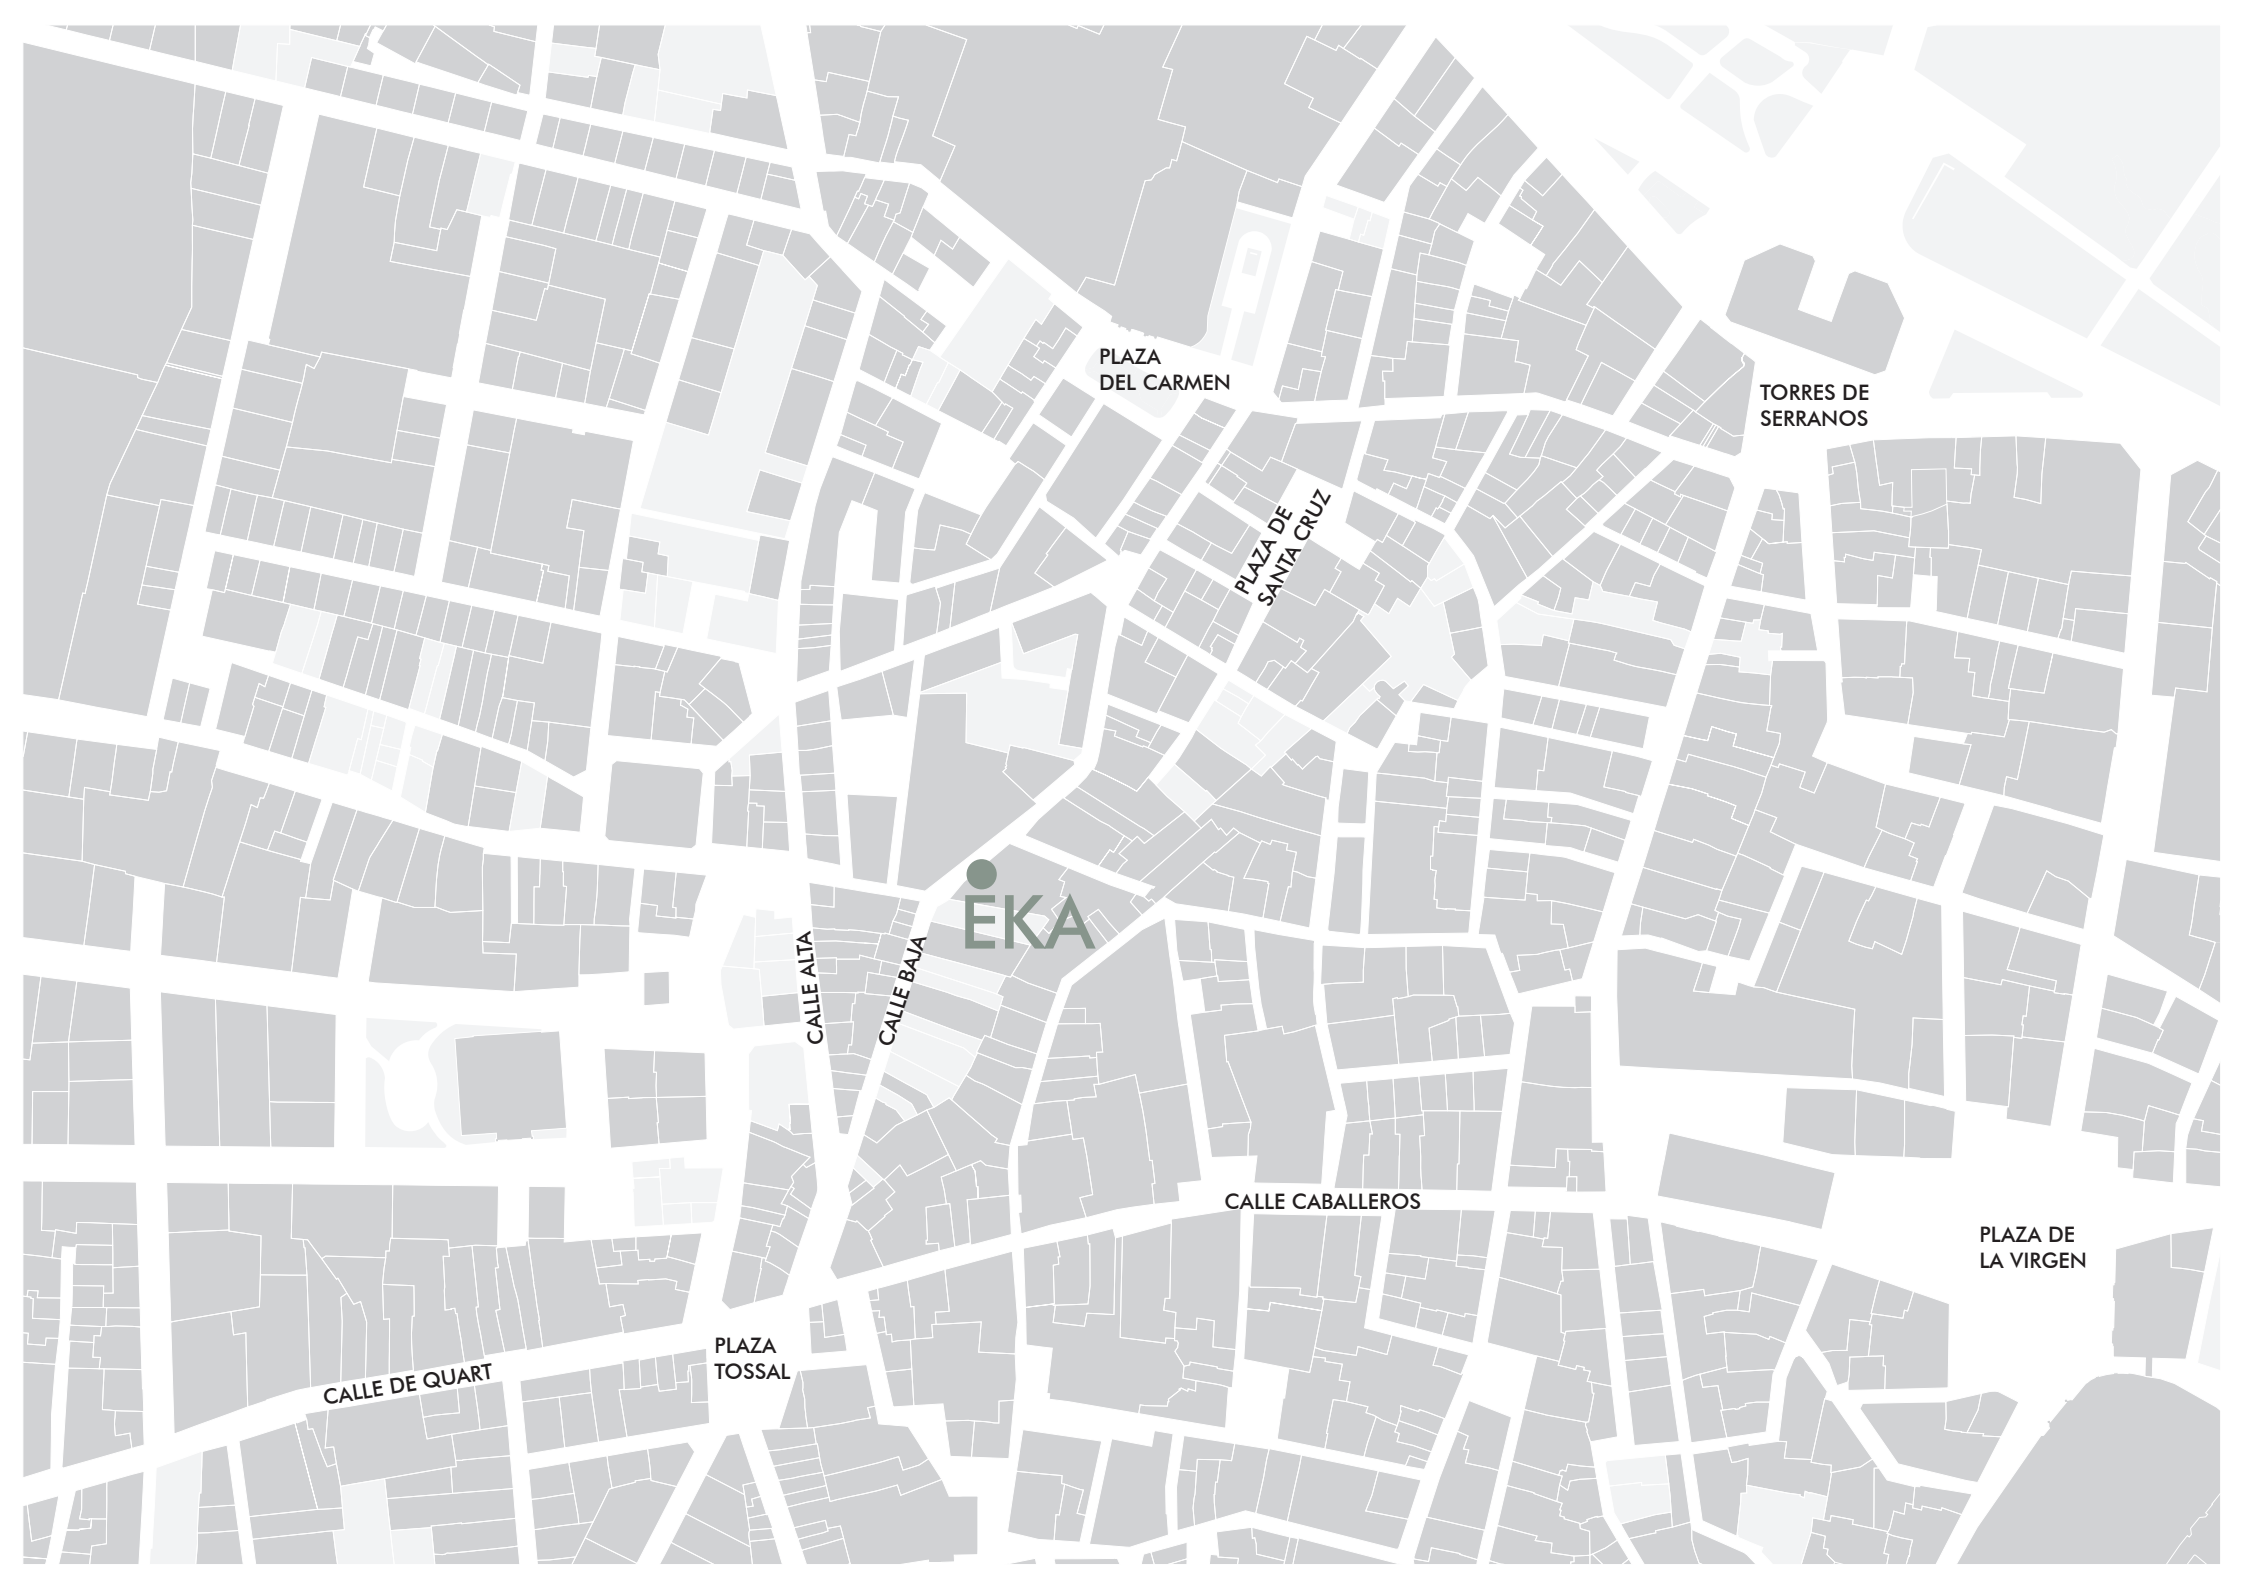 PLAZA
DEL CARMEN
TORRES DE
SERRANOS
PLAZA DE
SANTA CRUZ
EKA
CALLE ALTA
CALLE BAJA
CALLE CABALLEROS
PLAZA DE
LA VIRGEN
PLAZA
TOSSAL
CALLE DE QUART